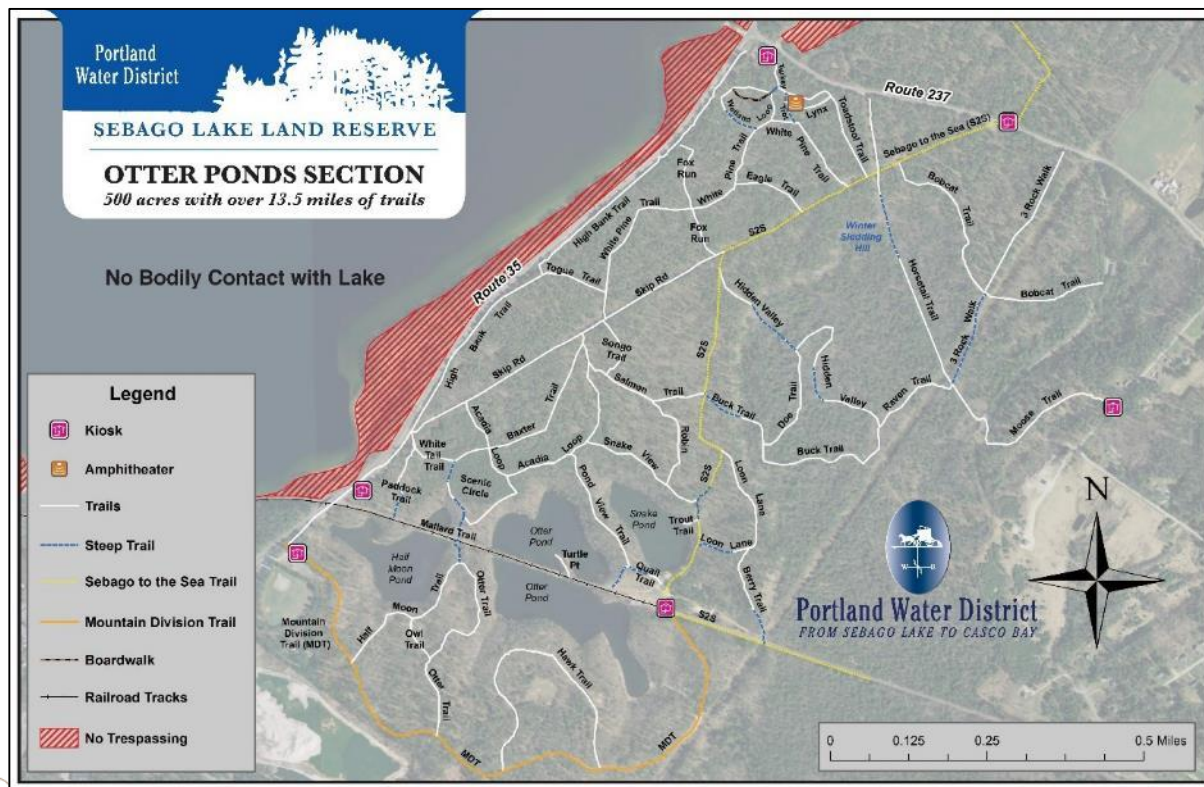 Portland
Water District
SEBAGO LAKE LAND RESERVE
OTTER PONDS SECTION
500 acres with over 13.5 miles of trails
No Bodily Contact with Lake
Route 237
Route 35
Sebago to the Sea (S2S)
Lynx
Toadstool Trail
White
Pine
Trail
Pine
Trail
Fox
Run
Eagle
Trail
White
Trail
White Pine
High Bank Trail
Fox
Run
S2S
Togue Trail
Skip Rd
Winter
Sledding
Hill
Bobcat
Trail
3 Rock Walk
Bobcat Trail
Horsetail Trail
3 Rock Walk
Raven Trail
Moose Trail
Hidden Valley
Hidden
Valley
Doe Trail
Buck Trail
Buck Trail
S2S
Songo
Trail
Salmon Trail
Robin
High Bank Trail
Skip Rd
Acadia
Loop
Baxter Trail
Acadia Loop
Snake View
White
Tail
Trail
Scenic
Circle
Paddock
Trail
Mallard Trail
Pond View Trail
Snake
Pond
Otter
Pond
Half
Moon
Pond
Turtle
Pt
Otter
Pond
Quail
Trail
Trout
Trail
S2S
Loon
Lane
Loon Lane
Berry Trail
S2S
Half Moon Trail
Owl
Trail
Otter Trail
Otter
Trail
Hawk Trail
Mountain
Division
Trail (MDT)
MDT
MDT
Legend
Kiosk
Amphitheater
Trails
Steep Trail
Sebago to the Sea Trail
Mountain Division Trail
Boardwalk
Railroad Tracks
No Trespassing
N
W
B
Portland Water District
FROM SEBAGO LAKE TO CASCO BAY
0 0.125 0.25 0.5 Miles